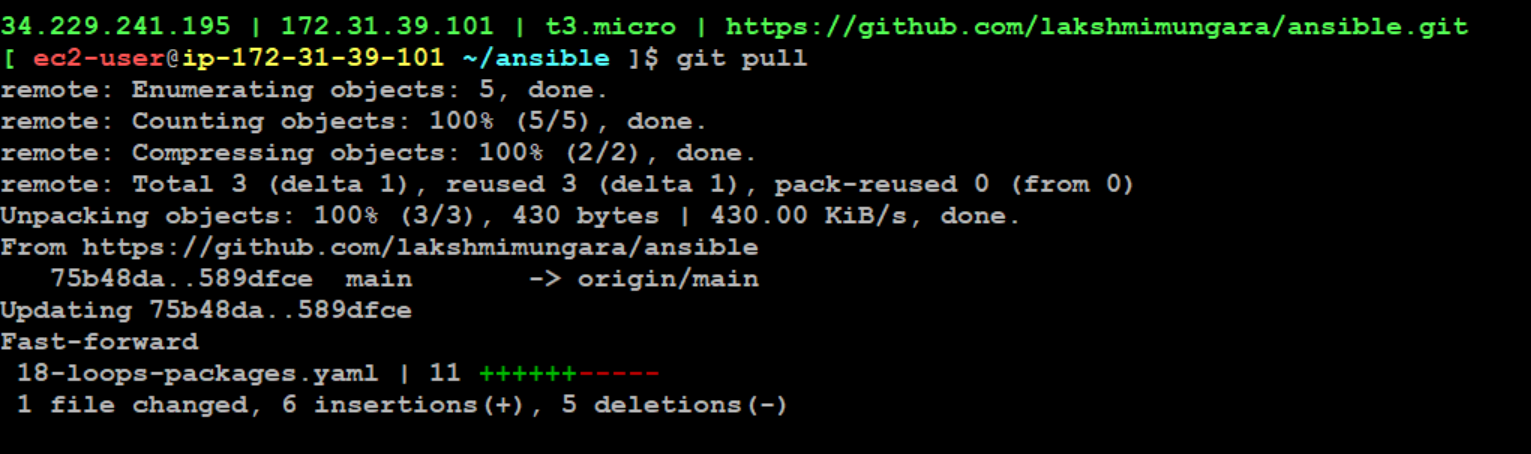 34.229.241.195 | 172.31.39.101 | t3.micro | https://github.com/lakshmimungara/ansible.git
[ ec2-user@ip-172-31-39-101 ~/ansible ]$ git pull
remote: Enumerating objects: 5, done.
remote: Counting objects: 100% (5/5), done.
remote: Compressing objects: 100% (2/2), done.
remote: Total 3 (delta 1), reused 3 (delta 1), pack-reused 0 (from 0)
Unpacking objects: 100% (3/3), 430 bytes | 430.00 KiB/s, done.
From https://github.com/lakshmimungara/ansible
   75b48da..589dfce  main       -> origin/main
Updating 75b48da..589dfce
Fast-forward
 18-loops-packages.yaml | 11 ++++++-----
 1 file changed, 6 insertions(+), 5 deletions(-)